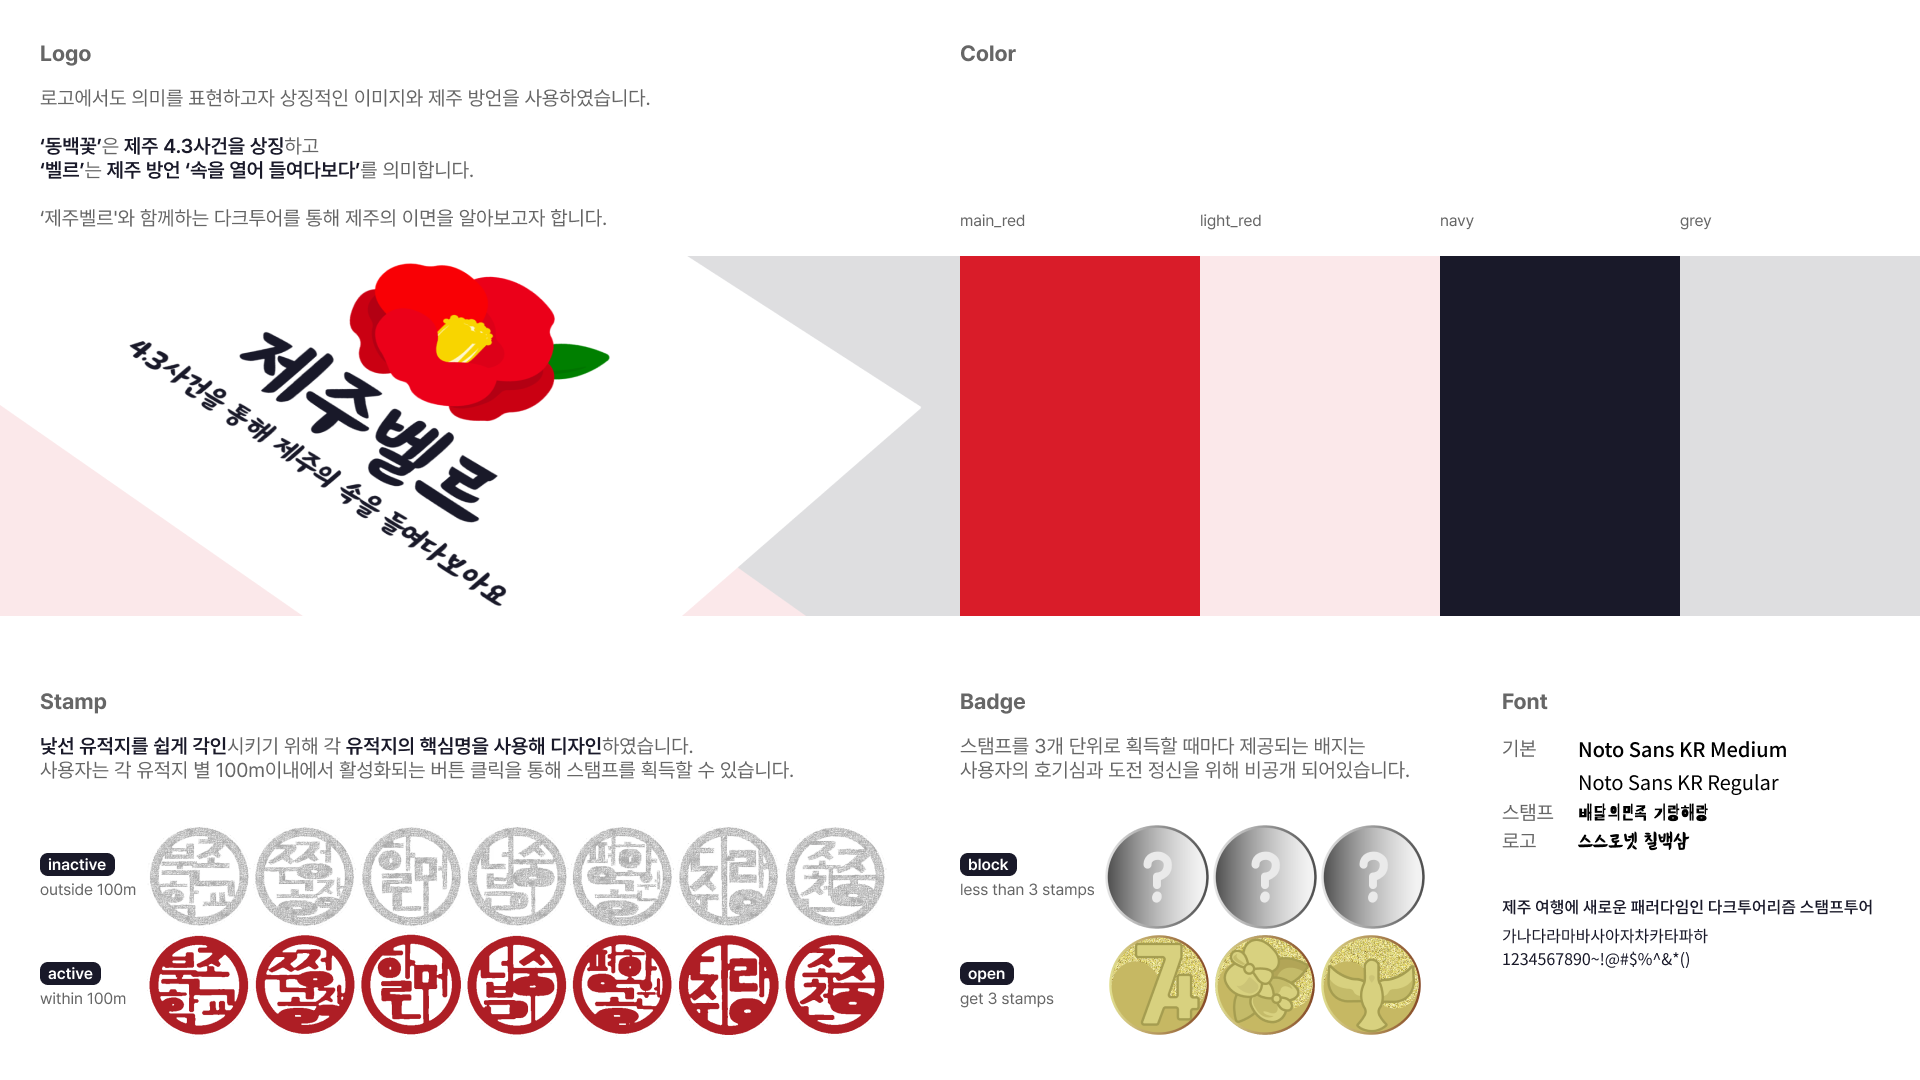 Logo
로고에서도 의미를 표현하고자 상징적인 이미지와 제주 방언을 사용하였습니다.
‘동백꽃’은 제주 4.3사건을 상징하고
‘벨르’는 제주 방언 ‘속을 열어 들여다보다’를 의미합니다.
‘제주벨르'와 함께하는 다크투어를 통해 제주의 이면을 알아보고자 합니다.
제주벨르
4.3사건을 통해 제주의 속을 들여다보아요
Color
main_red
light_red
navy
grey
Stamp
낯선 유적지를 쉽게 각인시키기 위해 각 유적지의 핵심명을 사용해 디자인하였습니다.
사용자는 각 유적지 별 100m이내에서 활성화되는 버튼 클릭을 통해 스탬프를 획득할 수 있습니다.
inactive
outside 100m
active
within 100m
북조학교
할머
평화공원
다랑
Badge
스탬프를 3개 단위로 획득할 때마다 제공되는 배지는
사용자의 호기심과 도전 정신을 위해 비공개 되어있습니다.
block
less than 3 stamps
? ? ?
open
get 3 stamps
Font
기본 Noto Sans KR Medium
Noto Sans KR Regular
스탬프 배달의민족 기랑해랑
로고 스스로넷 칠백삼
제주 여행에 새로운 패러다임인 다크투어리즘 스탬프투어
가나다라마바사아자차카타파하
1234567890~!@#$%^&*()